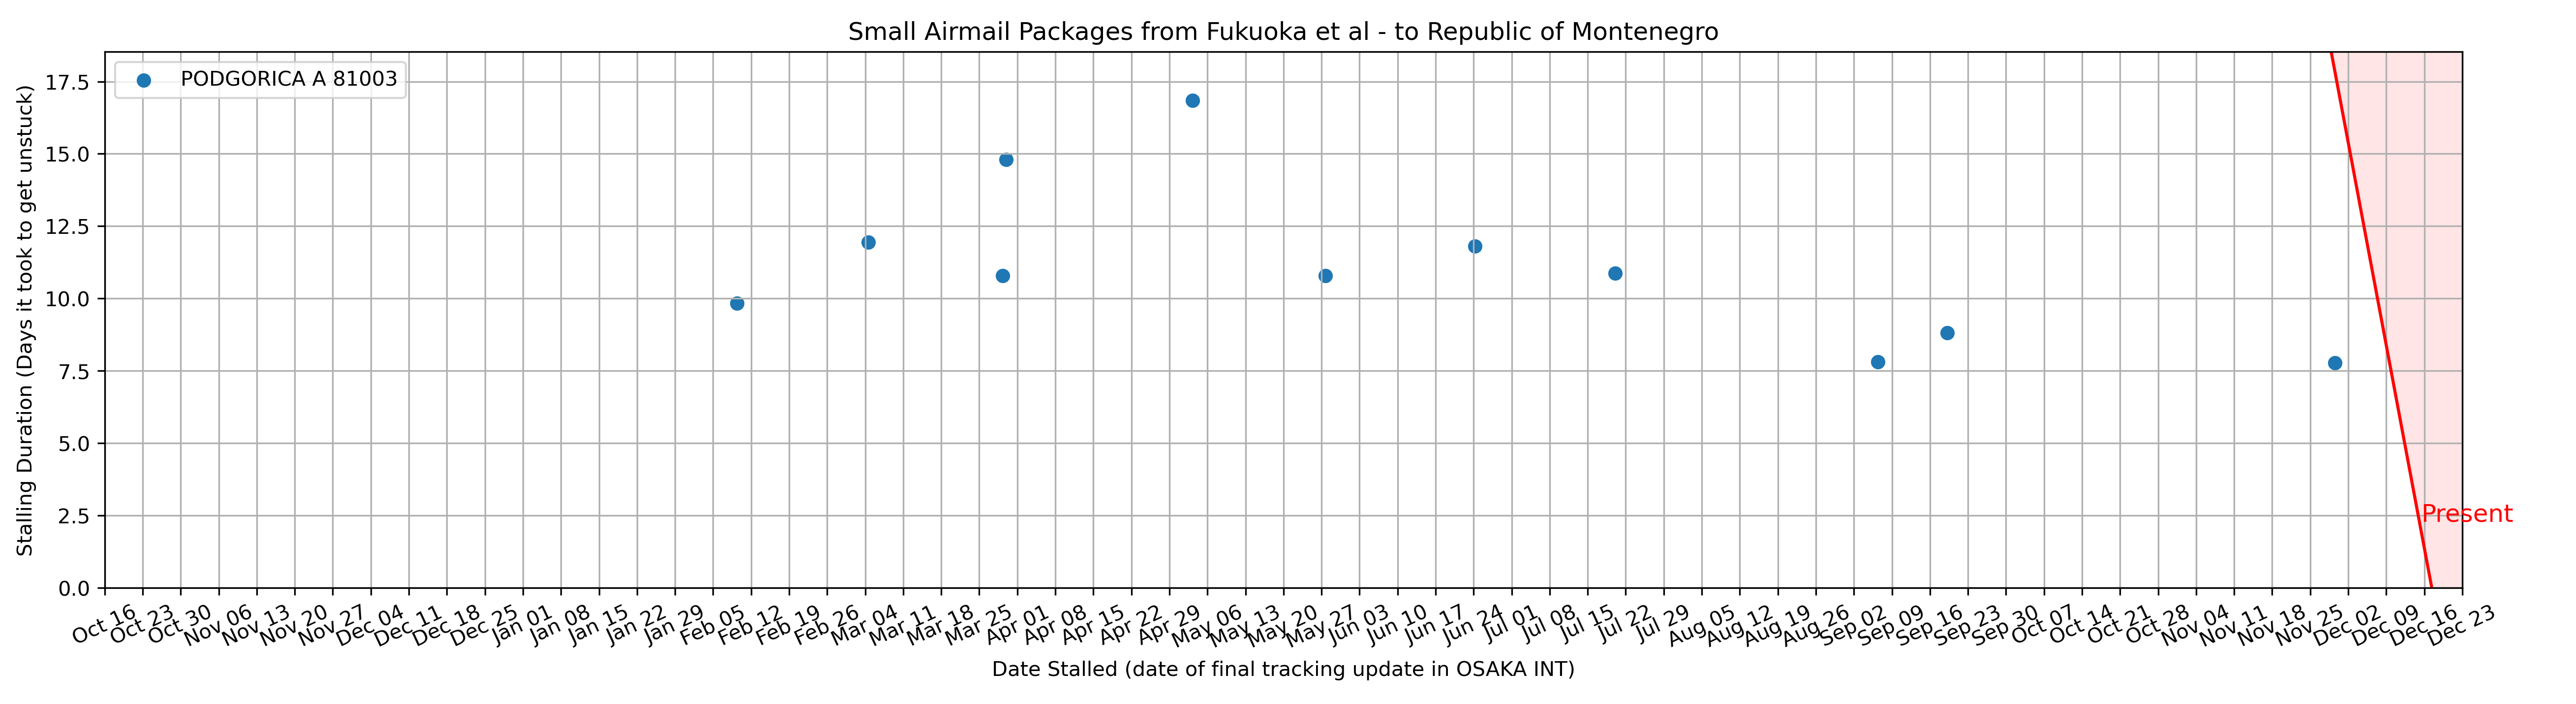 Small Airmail Packages from Fukuoka et al - to Republic of Montenegro
PODGORICA A 81003
Stalling Duration (Days it took to get unstuck)
17.5
15.0
12.5
10.0
7.5
5.0
2.5
0.0
Present
Oct 16 Oct 23 Oct 30 Nov 06 Nov 13 Nov 20 Nov 27 Dec 04 Dec 11 Dec 18 Dec 25 Jan 01 Jan 08 Jan 15 Jan 22 Jan 29 Feb 05 Feb 12 Feb 19 Feb 26 Mar 04 Mar 11 Mar 18 Mar 25 Apr 01 Apr 08 Apr 15 Apr 22 Apr 29 May 06 May 13 May 20 May 27 Jun 03 Jun 10 Jun 17 Jun 24 Jul 01 Jul 08 Jul 15 Jul 22 Jul 29 Aug 05 Aug 12 Aug 19 Aug 26 Sep 02 Sep 09 Sep 16 Sep 23 Sep 30 Oct 07 Oct 14 Oct 21 Oct 28 Nov 04 Nov 11 Nov 18 Nov 25 Dec 02 Dec 09 Dec 16 Dec 23
Date Stalled (date of final tracking update in OSAKA INT)